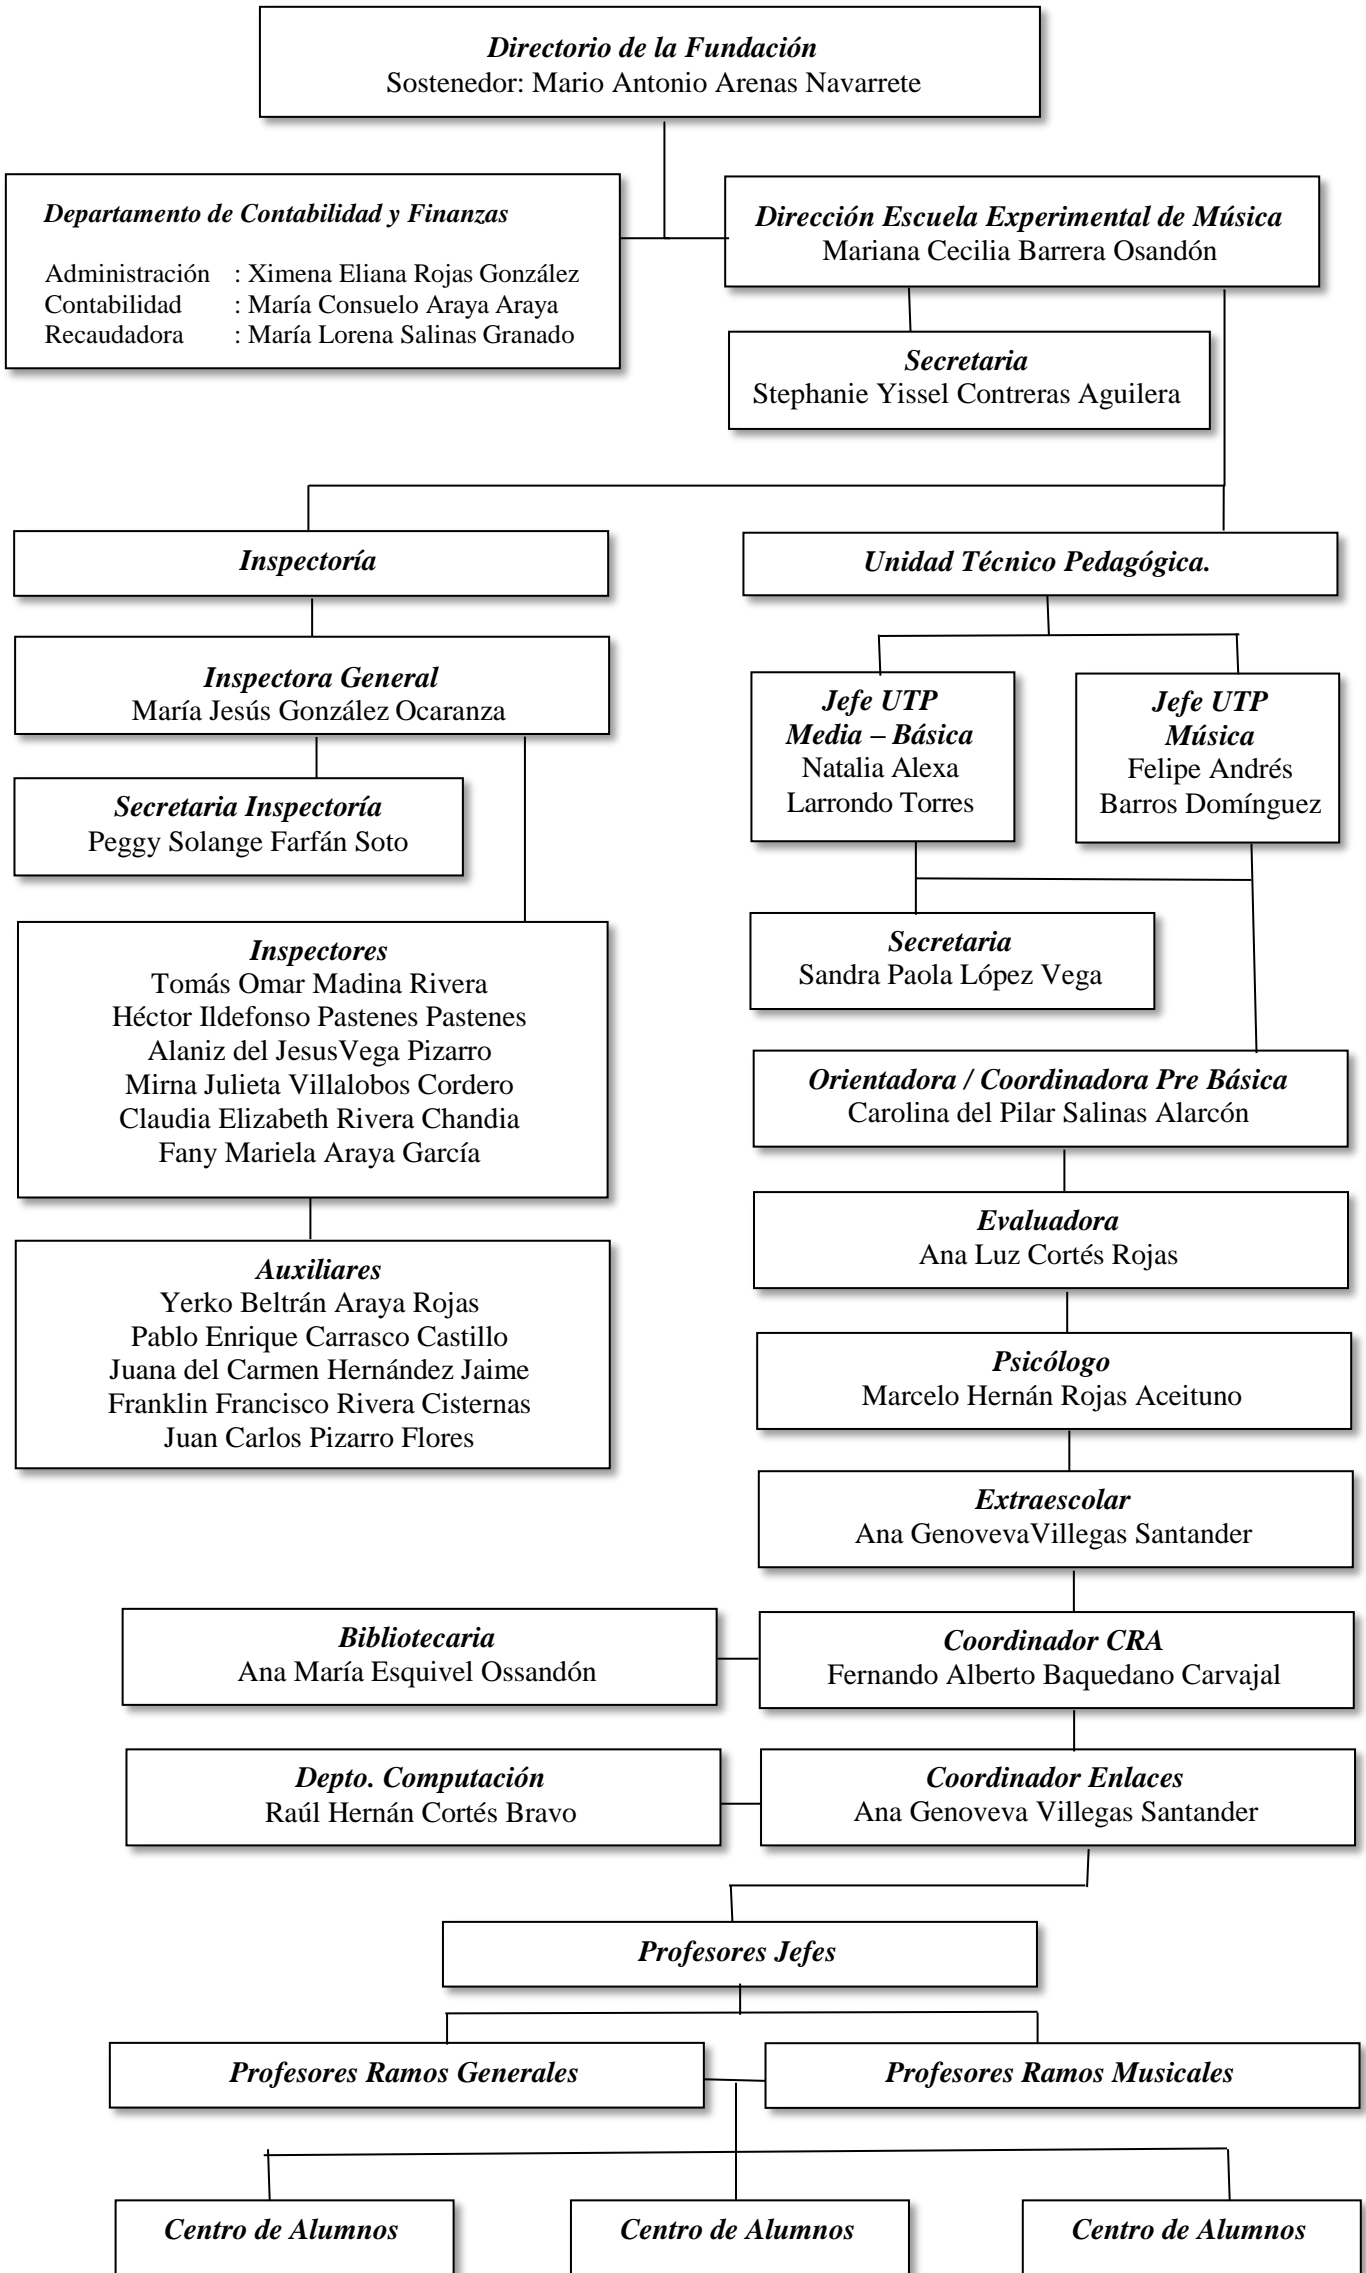 Directorio de la Fundación
Sostenedor: Mario Antonio Arenas Navarrete
Departamento de Contabilidad y Finanzas
Administración : Ximena Eliana Rojas González
Contabilidad : María Consuelo Araya Araya
Recaudadora : María Lorena Salinas Granado
Dirección Escuela Experimental de Música
Mariana Cecilia Barrera Osandón
Secretaria
Stephanie Yissel Contreras Aguilera
Inspectoría
Unidad Técnico Pedagógica.
Inspectora General
María Jesús González Ocaranza
Jefe UTP
Media – Básica
Natalia Alexa
Larrondo Torres
Jefe UTP
Música
Felipe Andrés
Barros Domínguez
Secretaria Inspectoría
Peggy Solange Farfán Soto
Secretaria
Sandra Paola López Vega
Inspectores
Tomás Omar Madina Rivera
Héctor Ildefonso Pastenes Pastenes
Alaniz del JesusVega Pizarro
Mirna Julieta Villalobos Cordero
Claudia Elizabeth Rivera Chandia
Fany Mariela Araya García
Orientadora / Coordinadora Pre Básica
Carolina del Pilar Salinas Alarcón
Evaluadora
Ana Luz Cortés Rojas
Auxiliares
Yerko Beltrán Araya Rojas
Pablo Enrique Carrasco Castillo
Juana del Carmen Hernández Jaime
Franklin Francisco Rivera Cisternas
Juan Carlos Pizarro Flores
Psicólogo
Marcelo Hernán Rojas Aceituno
Extraescolar
Ana GenovevaVillegas Santander
Bibliotecaria
Ana María Esquivel Ossandón
Coordinador CRA
Fernando Alberto Baquedano Carvajal
Depto. Computación
Raúl Hernán Cortés Bravo
Coordinador Enlaces
Ana Genoveva Villegas Santander
Profesores Jefes
Profesores Ramos Generales
Profesores Ramos Musicales
Centro de Alumnos
Centro de Alumnos
Centro de Alumnos